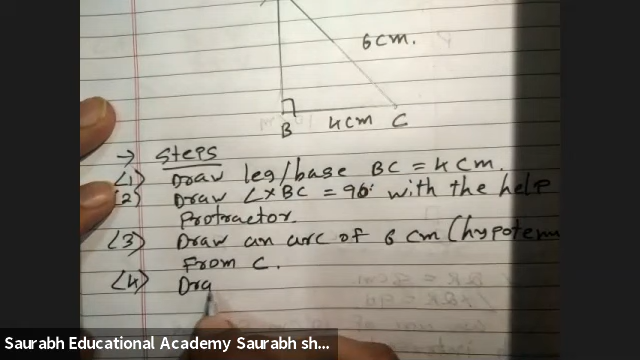 6cm.
B 4cm C
→ Steps
(1) Draw leg/base BC = 4cm.
(2) Draw ∠XBC = 90° with the help
Protractor.
(3) Draw an arc of 6 cm (hypotenu
From C.
(4) Dra
Saurabh Educational Academy Saurabh sh...